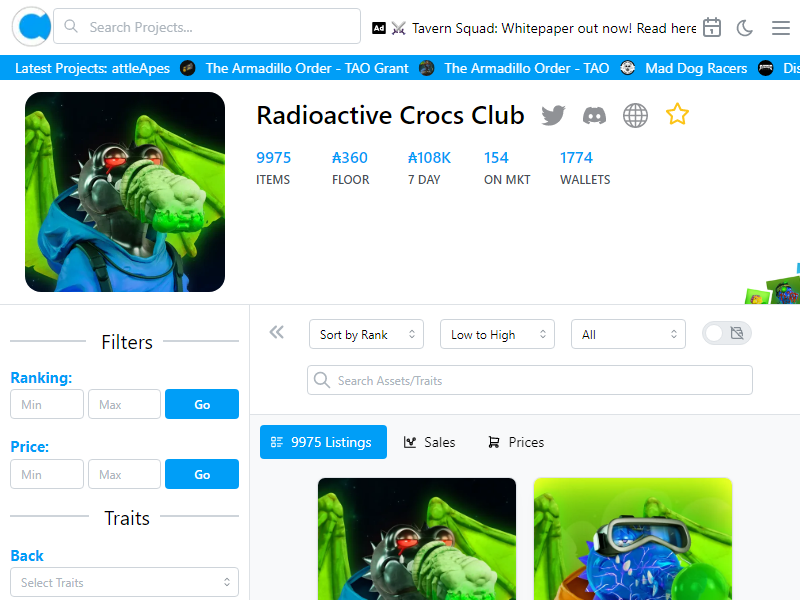 Search Projects...
Ad ⚔ Tavern Squad: Whitepaper out now! Read here
Latest Projects: attleApes The Armadillo Order - TAO Grant The Armadillo Order - TAO Mad Dog Racers Dis
Radioactive Crocs Club
9975 ₳360 ₳108K 154 1774
ITEMS FLOOR 7 DAY ON MKT WALLETS
Filters
Sort by Rank Low to High All
Ranking:
Search Assets/Traits
Min Max Go
Price:
9975 Listings Sales Prices
Min Max Go
Traits
Back
Select Traits